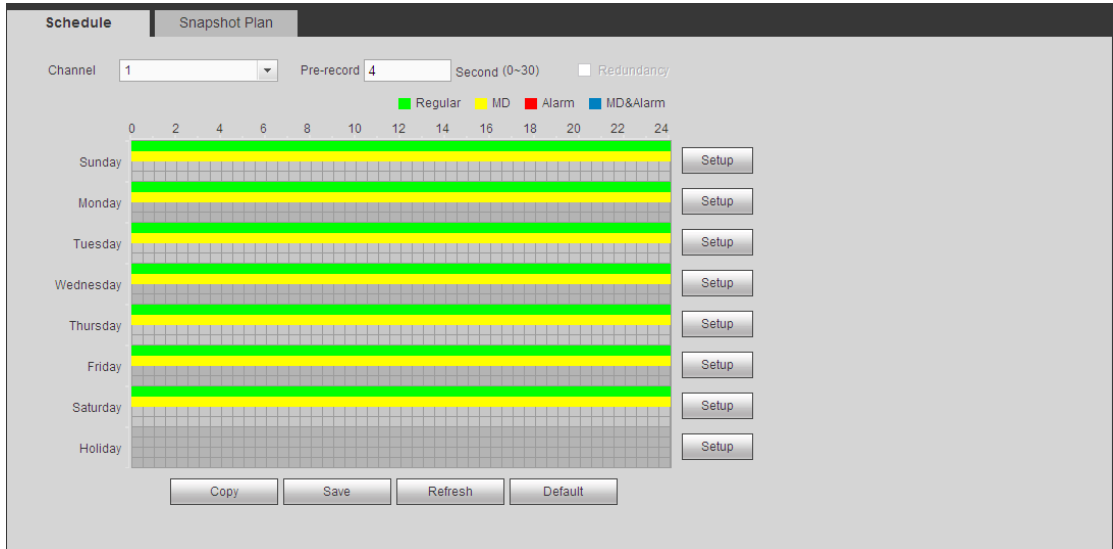 Schedule Snapshot Plan
Channel 1 Pre-record 4 Second (0~30) Redundancy
Regular MD Alarm MD&Alarm
0 2 4 6 8 10 12 14 16 18 20 22 24
Sunday Setup
Monday Setup
Tuesday Setup
Wednesday Setup
Thursday Setup
Friday Setup
Saturday Setup
Holiday Setup
Copy Save Refresh Default